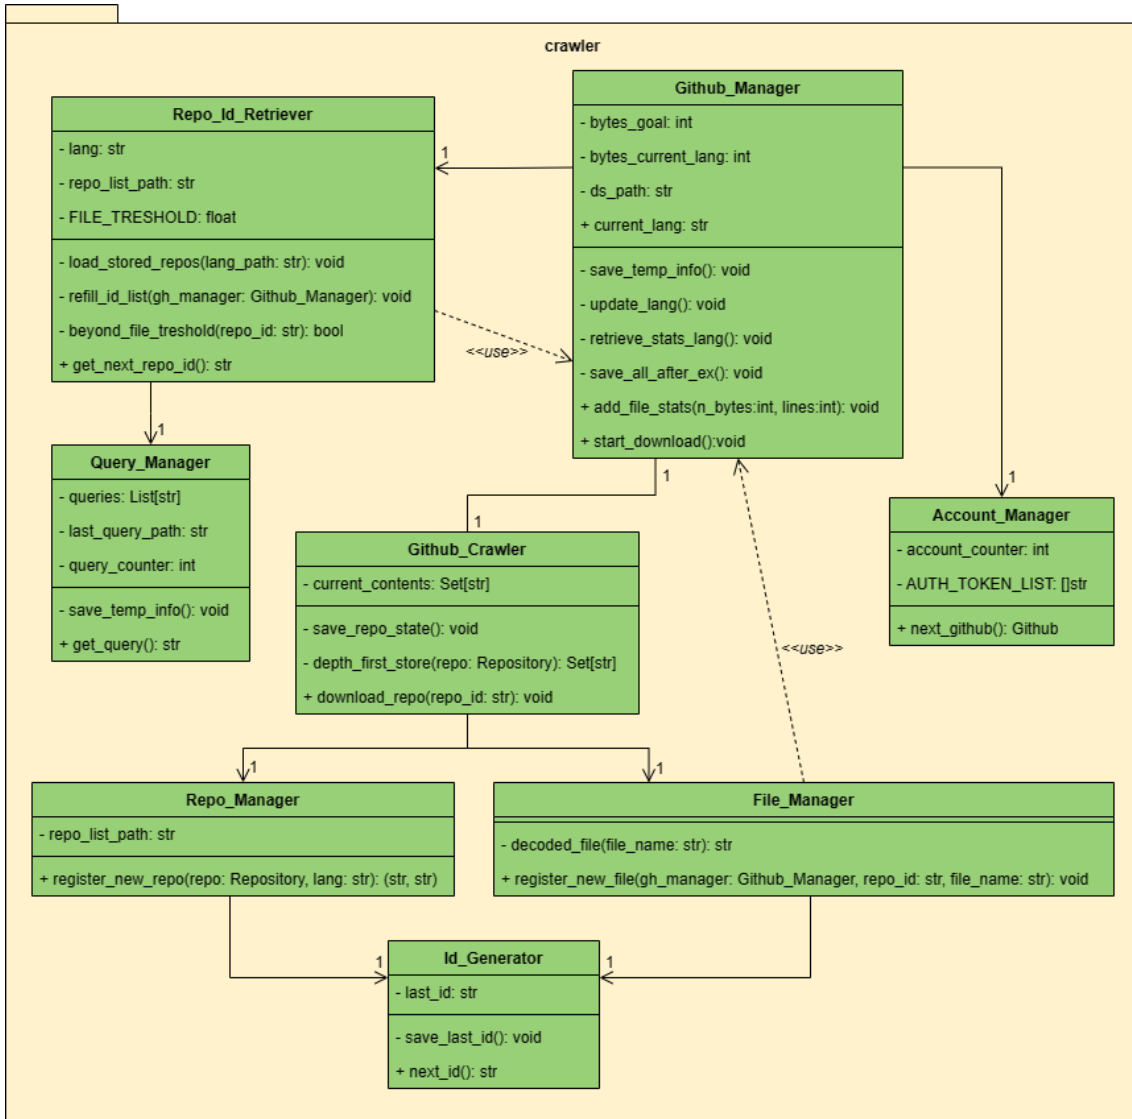 crawler
Repo_Id_Retriever
- lang: str
- repo_list_path: str
- FILE_TRESHOLD: float
- load_stored_repos(lang_path: str): void
- refill_id_list(gh_manager: Github_Manager): void
- beyond_file_treshold(repo_id: str): bool
+ get_next_repo_id(): str
Github_Manager
- bytes_goal: int
- bytes_current_lang: int
- ds_path: str
+ current_lang: str
- save_temp_info(): void
- update_lang(): void
- retrieve_stats_lang(): void
- save_all_after_ex(): void
+ add_file_stats(n_bytes:int, lines:int): void
+ start_download():void
1
<<use>>
1
Query_Manager
- queries: List[str]
- last_query_path: str
- query_counter: int
- save_temp_info(): void
+ get_query(): str
1
1
Github_Crawler
- current_contents: Set[str]
- save_repo_state(): void
- depth_first_store(repo: Repository): Set[str]
+ download_repo(repo_id: str): void
1
Account_Manager
- account_counter: int
- AUTH_TOKEN_LIST: []str
+ next_github(): Github
<<use>>
1
Repo_Manager
- repo_list_path: str
+ register_new_repo(repo: Repository, lang: str): (str, str)
1
File_Manager
- decoded_file(file_name: str): str
+ register_new_file(gh_manager: Github_Manager, repo_id: str, file_name: str): void
1
1
Id_Generator
- last_id: str
- save_last_id(): void
+ next_id(): str